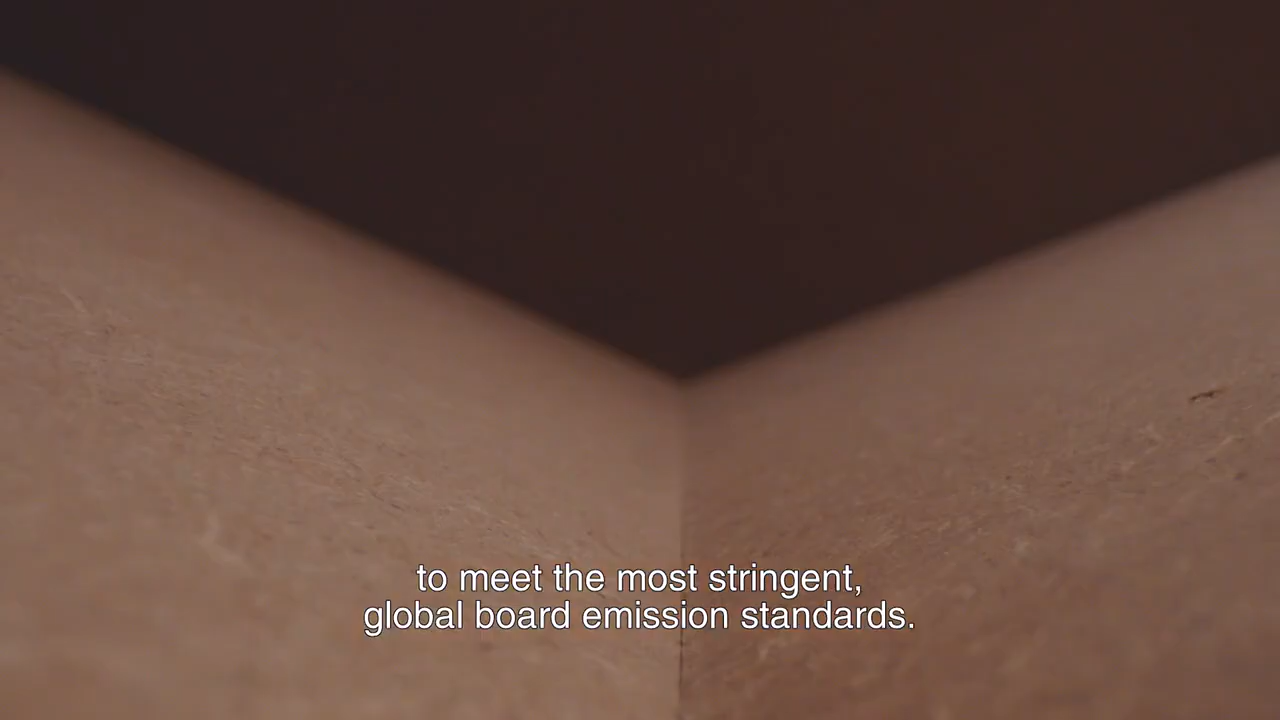 to meet the most stringent,
global board emission standards.